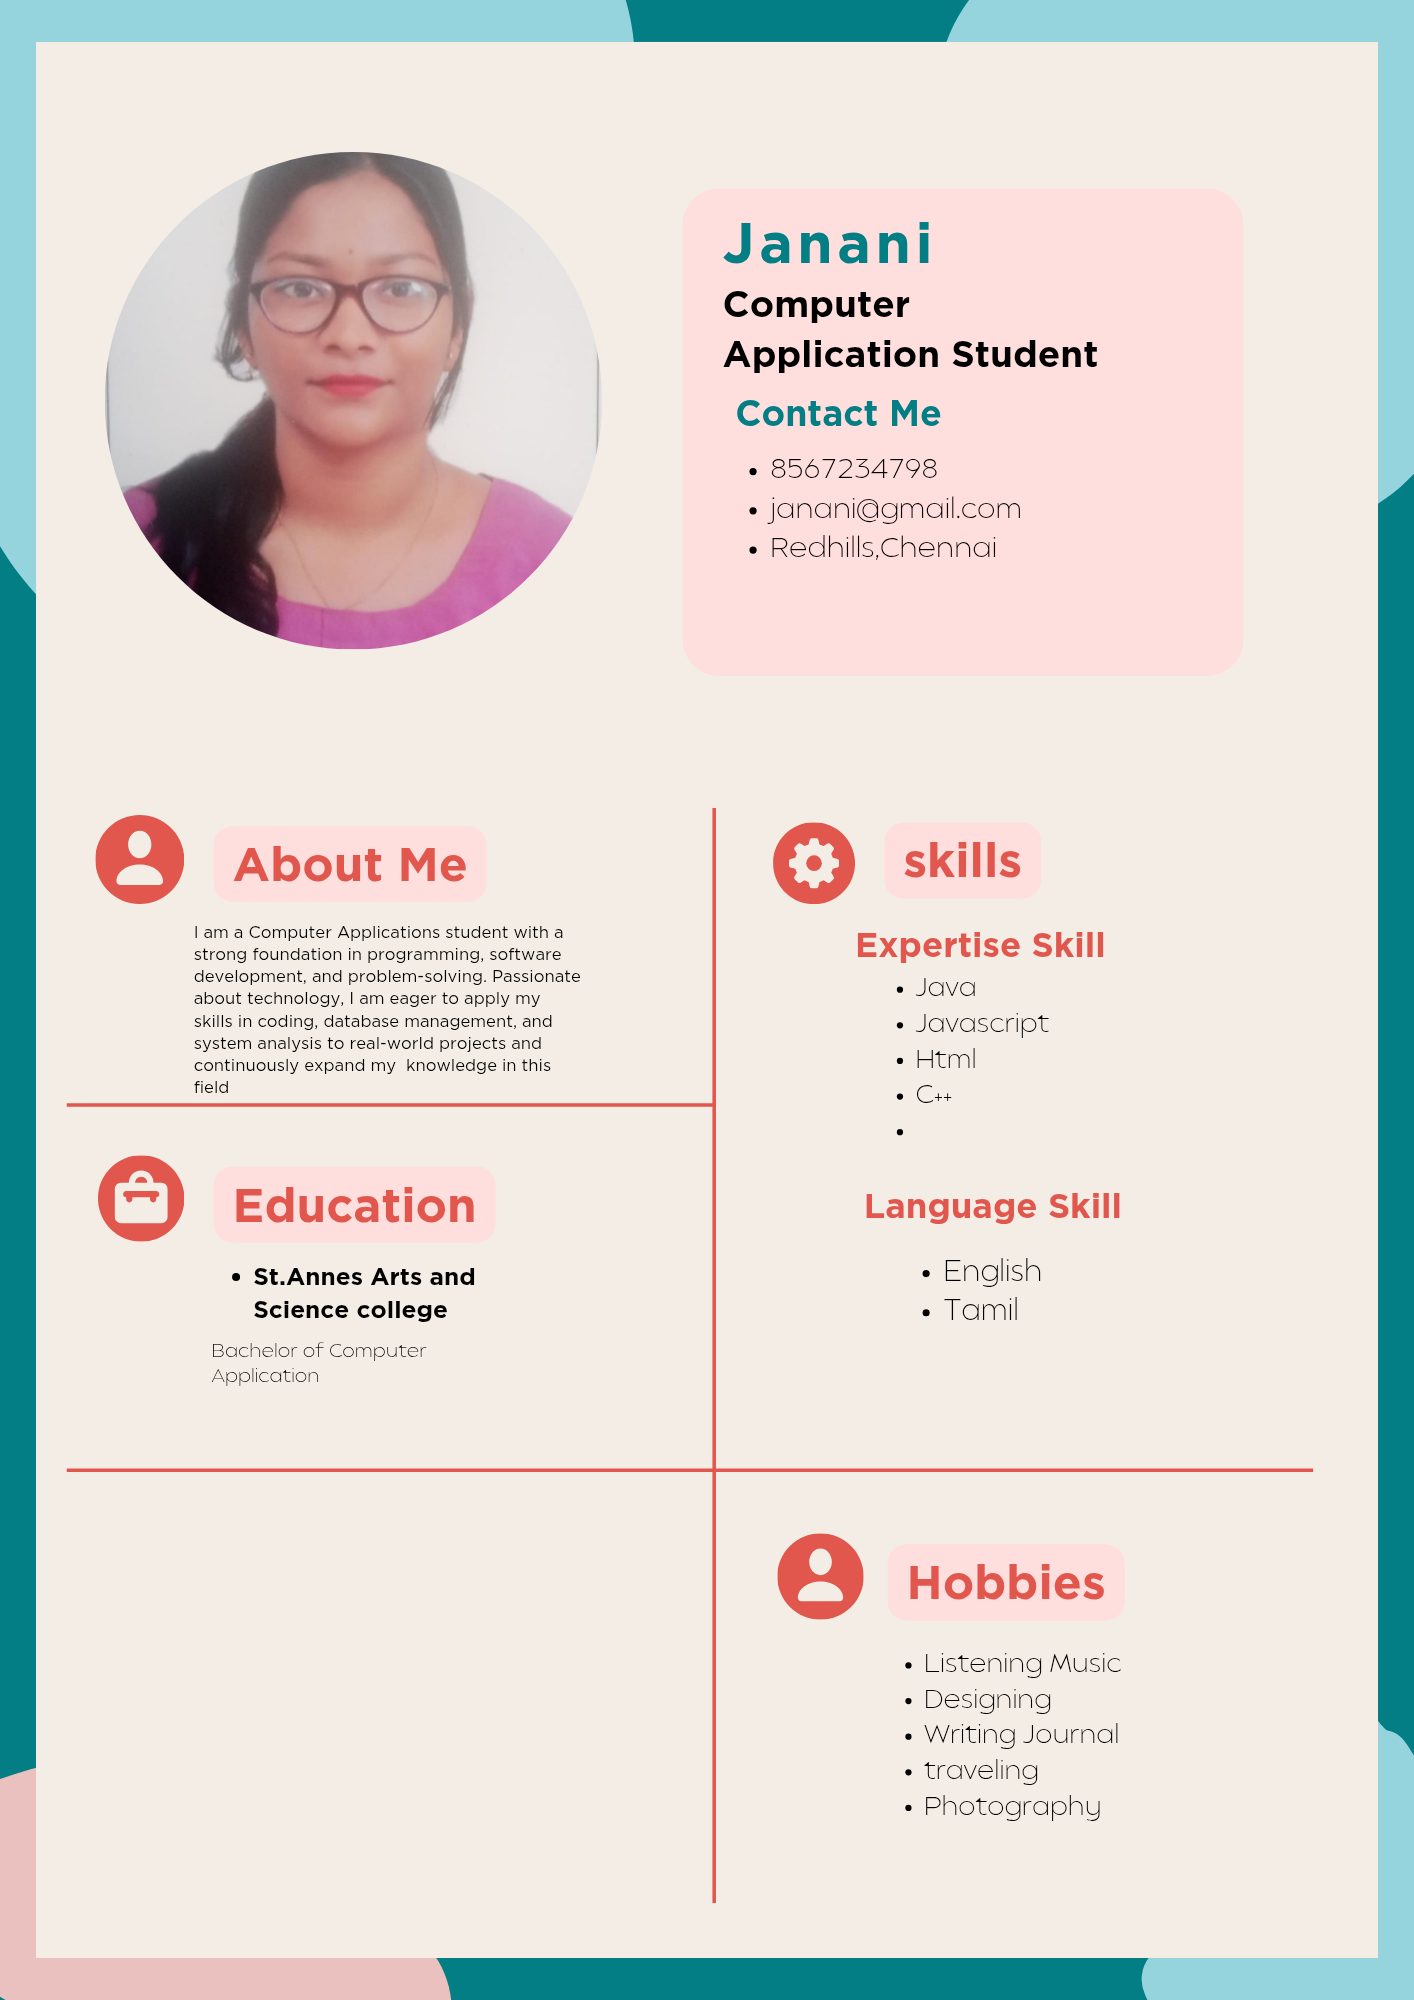 Janani
Computer
Application Student
Contact Me
• 8567234798
• janani@gmail.com
• Redhills,Chennai
About Me
I am a Computer Applications student with a
strong foundation in programming, software
development, and problem-solving. Passionate
about technology, I am eager to apply my
skills in coding, database management, and
system analysis to real-world projects and
continuously expand my  knowledge in this
field
Education
• St.Annes Arts and
Science college
Bachelor of Computer
Application
skills
Expertise Skill
• Java
• Javascript
• Html
• C++
•
Language Skill
• English
• Tamil
Hobbies
• Listening Music
• Designing
• Writing Journal
• traveling
• Photography